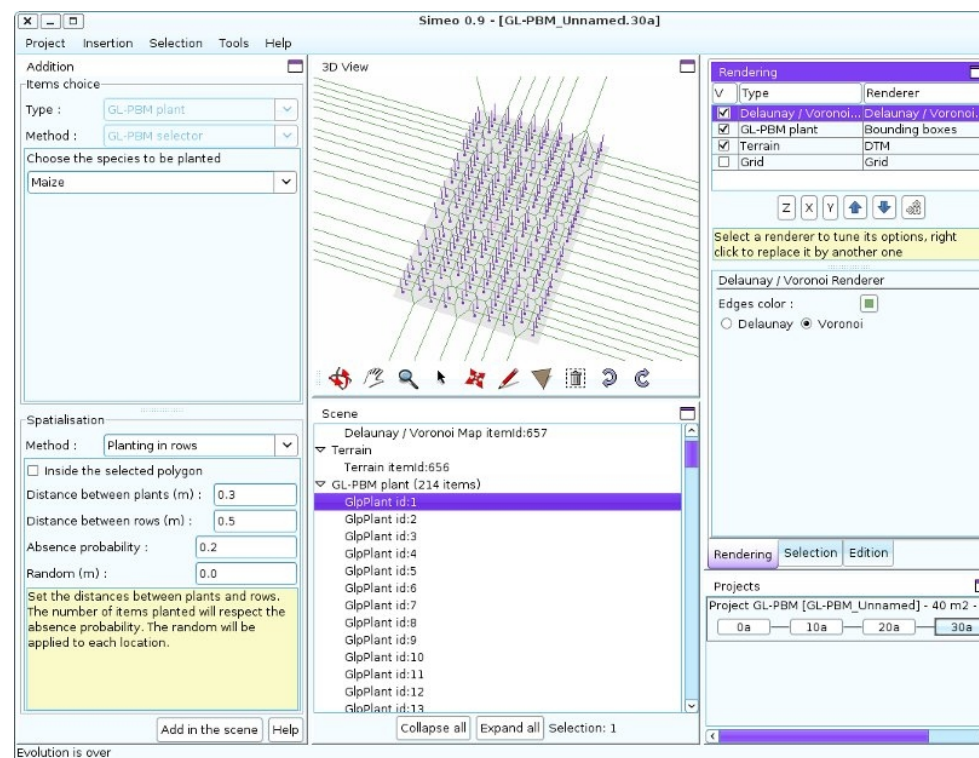 Simeo 0.9 - [GL-PBM_Unnamed.30a]
Project Insertion Selection Tools Help
Addition
Items choice
Type : GL-PBM plant
Method : GL-PBM selector
Choose the species to be planted
Maize
Spatialisation
Method : Planting in rows
Inside the selected polygon
Distance between plants (m) : 0.3
Distance between rows (m) : 0.5
Absence probability : 0.2
Random (m) : 0.0
Set the distances between plants and rows.
The number of items planted will respect the
absence probability. The random will be
applied to each location.
Add in the scene Help
Evolution is over
3D View
Scene
Delaunay / Voronoi Map itemId:657
Terrain
Terrain itemId:656
GL-PBM plant (214 items)
GlpPlant id:1
GlpPlant id:2
GlpPlant id:3
GlpPlant id:4
GlpPlant id:5
GlpPlant id:6
GlpPlant id:7
GlpPlant id:8
GlpPlant id:9
GlpPlant id:10
GlpPlant id:11
GlpPlant id:12
GlpPlant id:13
Collapse all Expand all Selection: 1
Rendering
V Type Renderer
Delaunay / Voronoi... Delaunay / Voronoi.
GL-PBM plant Bounding boxes
Terrain DTM
Grid Grid
Z X Y
Select a renderer to tune its options, right
click to replace it by another one
Delaunay / Voronoi Renderer
Edges color :
Delaunay Voronoi
Rendering Selection Edition
Projects
Project GL-PBM [GL-PBM_Unnamed] - 40 m2 -
0a 10a 20a 30a